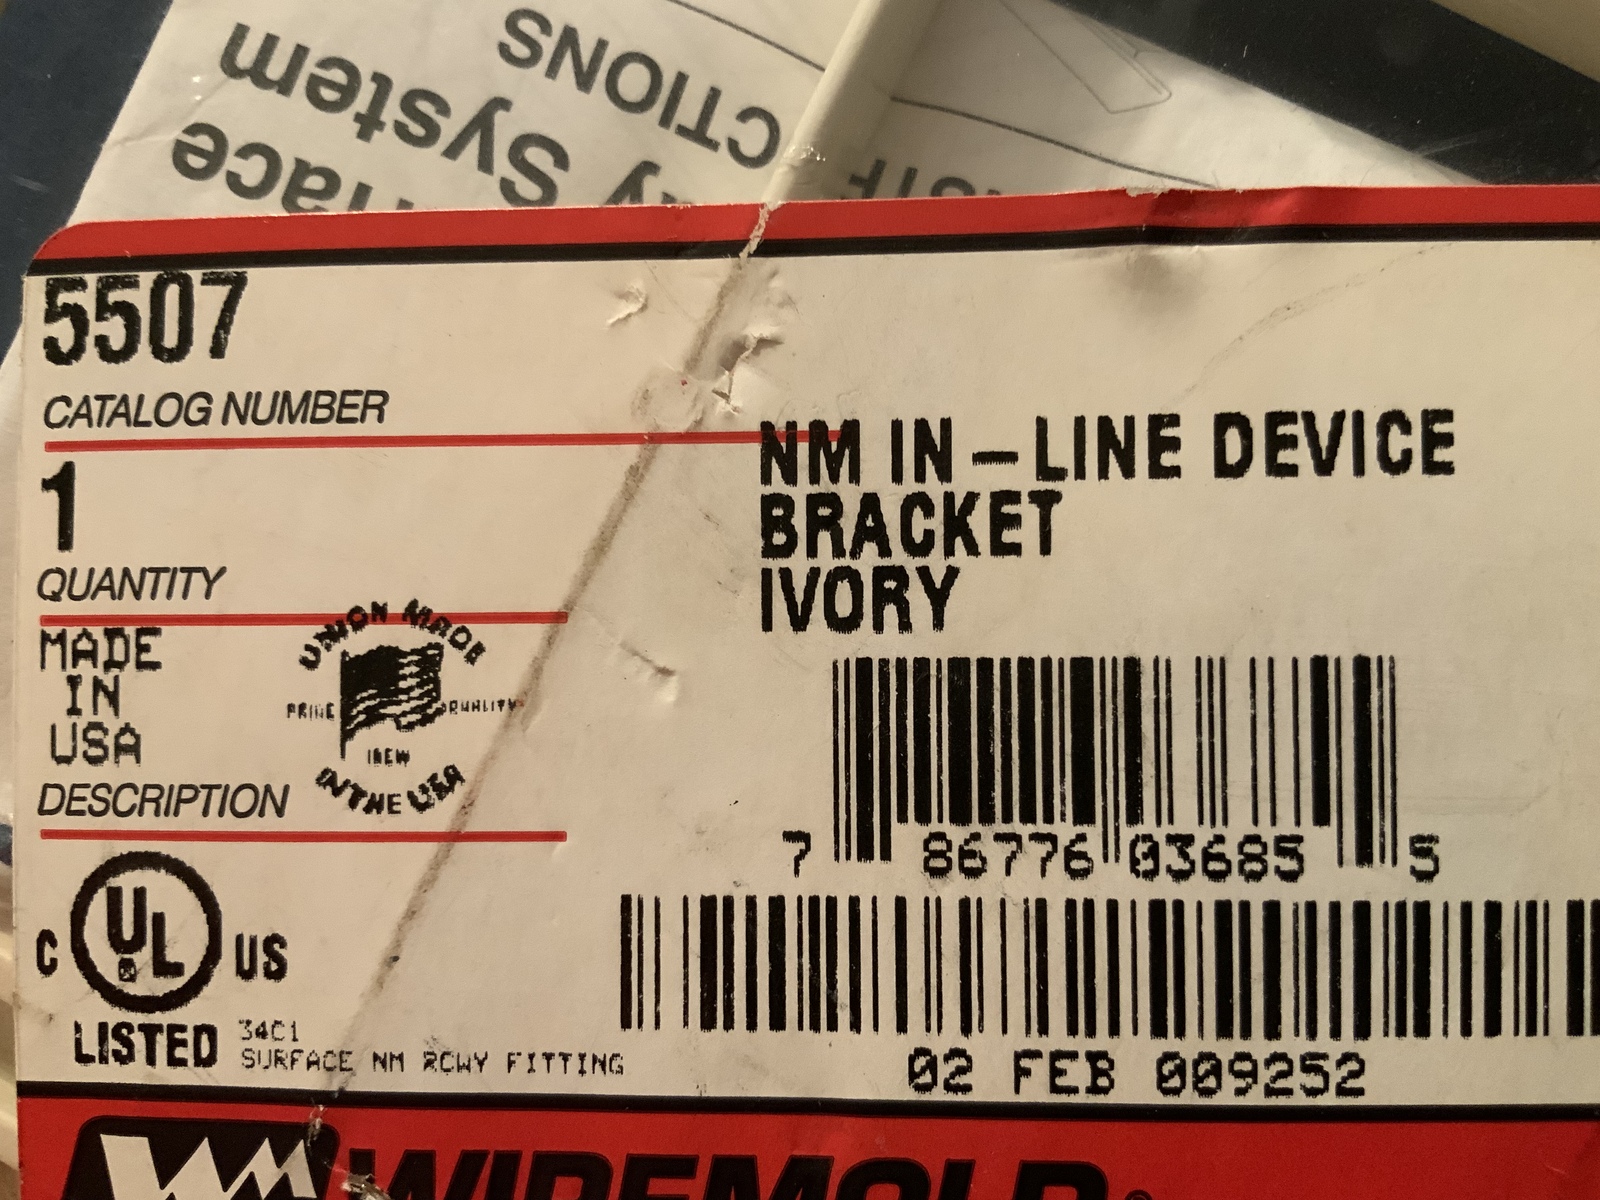 CTIONS
System
5507
CATALOG NUMBER
1
QUANTITY
MADE
IN
USA
DESCRIPTION
UNION MADE
PRIDE QUALITY
IBEW
IN THE USA
NM IN-LINE DEVICE
BRACKET
IVORY
7 86776 03685 5
C UL US
LISTED 34C1
SURFACE NM RCWY FITTING
02 FEB 009252
WIREMOLD